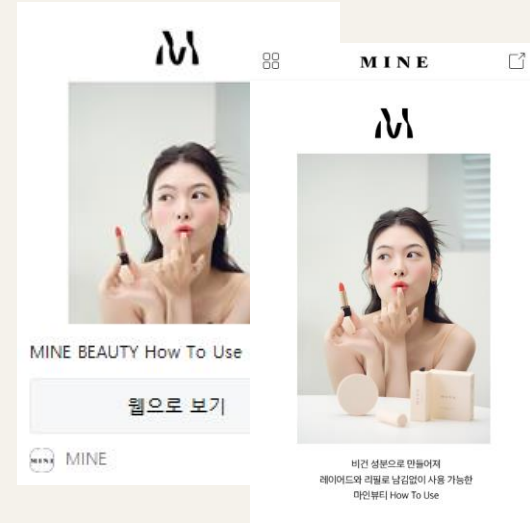 MINE BEAUTY How To Use
웹으로 보기
MINE
MINE
M I N E
비건 성분으로 만들어져
레이어드와 리필로 남김없이 사용 가능한
마인뷰티 How To Use